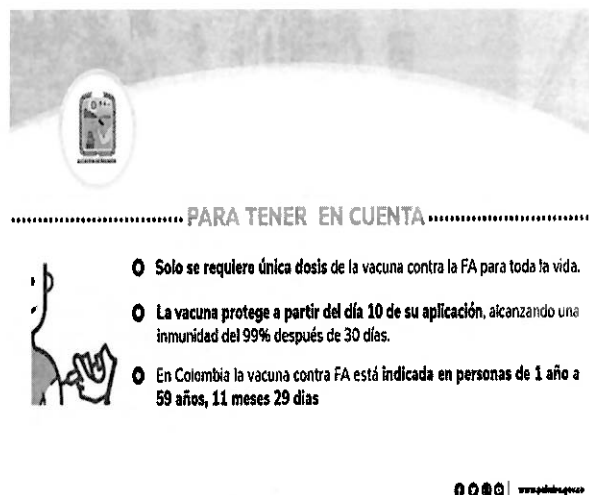 PARA TENER EN CUENTA
Solo se requiere única dosis de la vacuna contra la FA para toda la vida.
La vacuna protege a partir del día 10 de su aplicación, alcanzando una
inmunidad del 99% después de 30 días.
En Colombia la vacuna contra FA está indicada en personas de 1 año a
59 años, 11 meses 29 dias